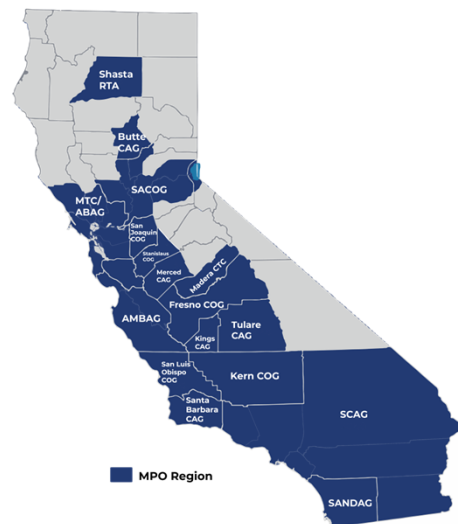 Shasta
RTA
Butte
CAG
SACOG
MTC/
ABAG
San
Joaquin
COG
Stanislaus
COG
Merced
CAG
Madera CTC
Fresno COG
AMBAG
Tulare
CAG
Kings
CAG
San Luis
Obispo
COG
Kern COG
Santa
Barbara
CAG
SCAG
SANDAG
MPO Region